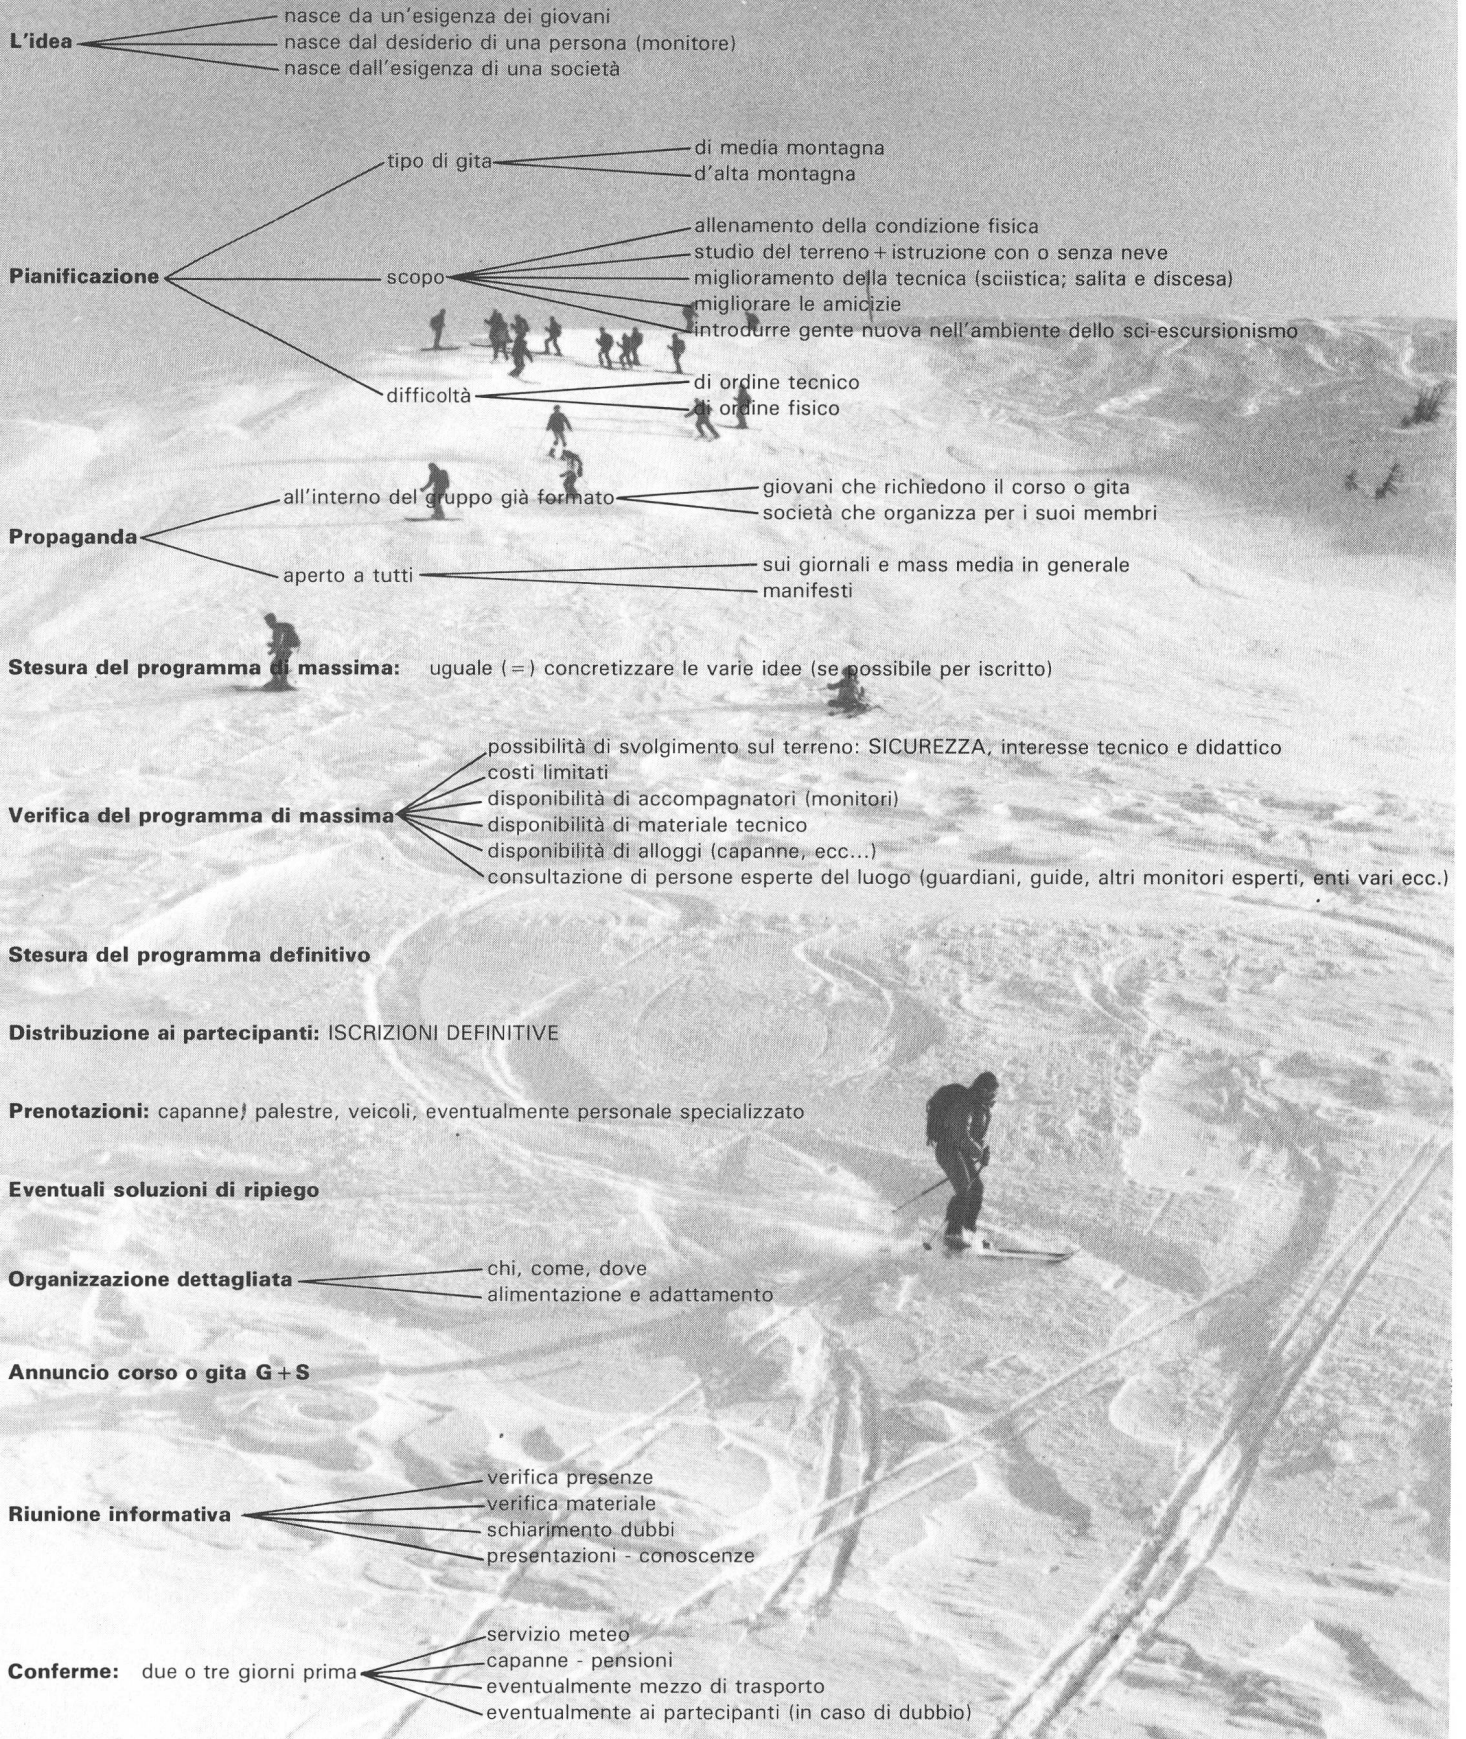 L'idea
nasce da un'esigenza dei giovani
nasce dal desiderio di una persona (monitore)
nasce dall'esigenza di una società
Pianificazione
tipo di gita
di media montagna
d'alta montagna
scopo
allenamento della condizione fisica
studio del terreno + istruzione con o senza neve
miglioramento della tecnica (sciistica; salita e discesa)
migliorare le amicizie
introdurre gente nuova nell'ambiente dello sci-escursionismo
difficoltà
di ordine tecnico
di ordine fisico
Propaganda
all'interno del gruppo già formato
giovani che richiedono il corso o gita
società che organizza per i suoi membri
aperto a tutti
sui giornali e mass media in generale
manifesti
Stesura del programma di massima: uguale (=) concretizzare le varie idee (se possibile per iscritto)
Verifica del programma di massima
possibilità di svolgimento sul terreno: SICUREZZA, interesse tecnico e didattico
costi limitati
disponibilità di accompagnatori (monitori)
disponibilità di materiale tecnico
disponibilità di alloggi (capanne, ecc...)
consultazione di persone esperte del luogo (guardiani, guide, altri monitori esperti, enti vari ecc.)
Stesura del programma definitivo
Distribuzione ai partecipanti: ISCRIZIONI DEFINITIVE
Prenotazioni: capanne, palestre, veicoli, eventualmente personale specializzato
Eventuali soluzioni di ripiego
Organizzazione dettagliata
chi, come, dove
alimentazione e adattamento
Annuncio corso o gita G + S
Riunione informativa
verifica presenze
verifica materiale
schiarimento dubbi
presentazioni - conoscenze
Conferme: due o tre giorni prima
servizio meteo
capanne - pensioni
eventualmente mezzo di trasporto
eventualmente ai partecipanti (in caso di dubbio)